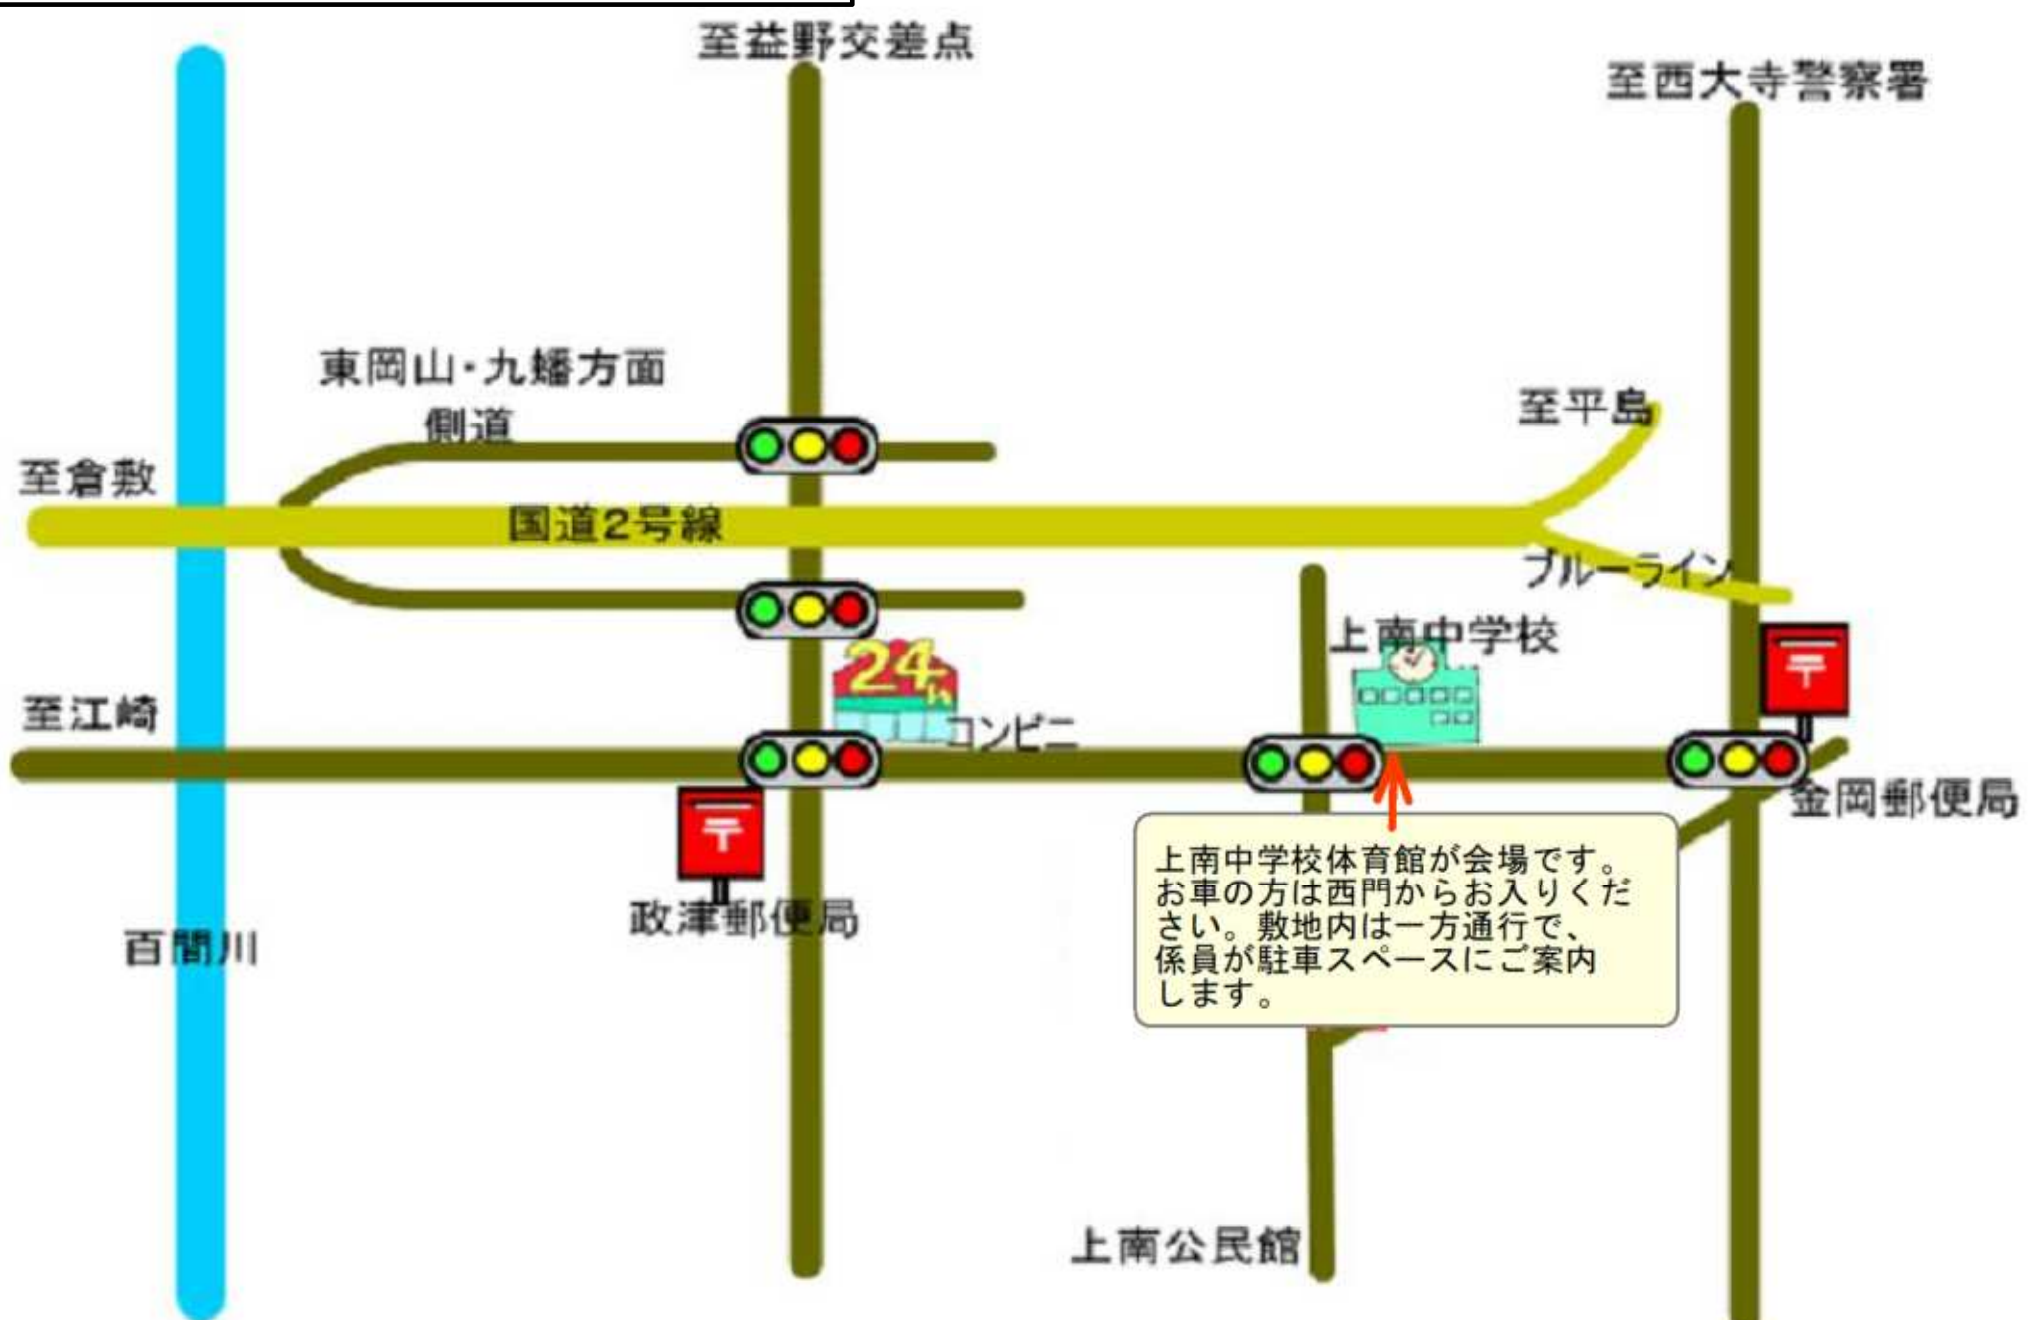 至益野交差点
至西大寺警察署
東岡山・九蟠方面
側道
至平島
至倉敷
国道2号線
ブルーライン
上南中学校
24h
至江崎
コンビニ
金岡郵便局
上南中学校体育館が会場です。
お車の方は西門からお入りくだ
さい。敷地内は一方通行で、
係員が駐車スペースにご案内
します。
政津郵便局
百間川
上南公民館